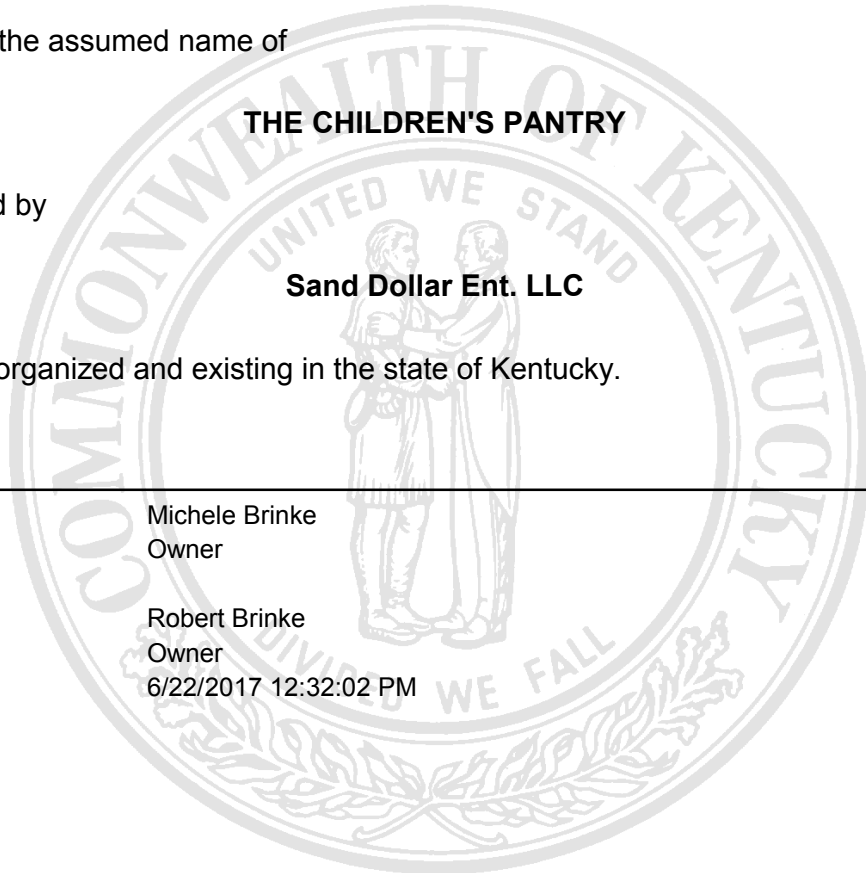 the assumed name of
THE CHILDREN'S PANTRY
d by
Sand Dollar Ent. LLC
organized and existing in the state of Kentucky.
Michele Brinke
Owner
Robert Brinke
Owner
6/22/2017 12:32:02 PM
COMMONWEALTH OF KENTUCKY
UNITED WE STAND
DIVIDED WE FALL